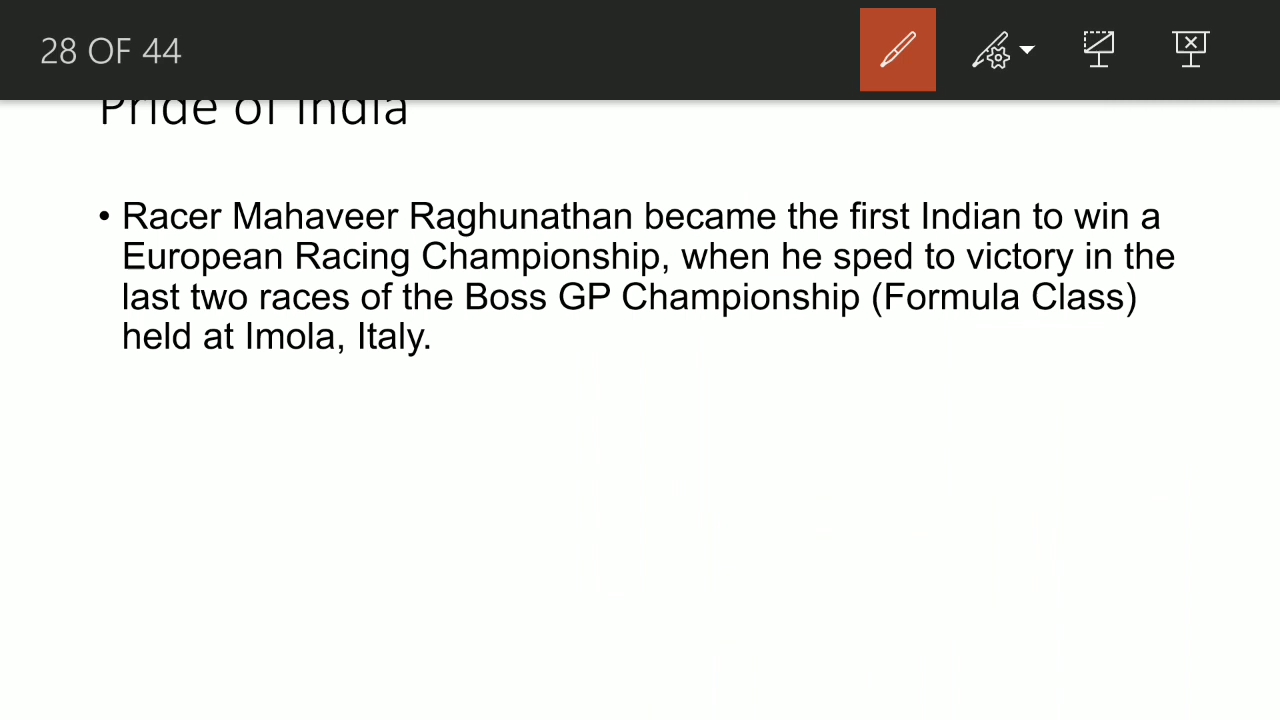 28 OF 44
Pride of India
• Racer Mahaveer Raghunathan became the first Indian to win a
European Racing Championship, when he sped to victory in the
last two races of the Boss GP Championship (Formula Class)
held at Imola, Italy.